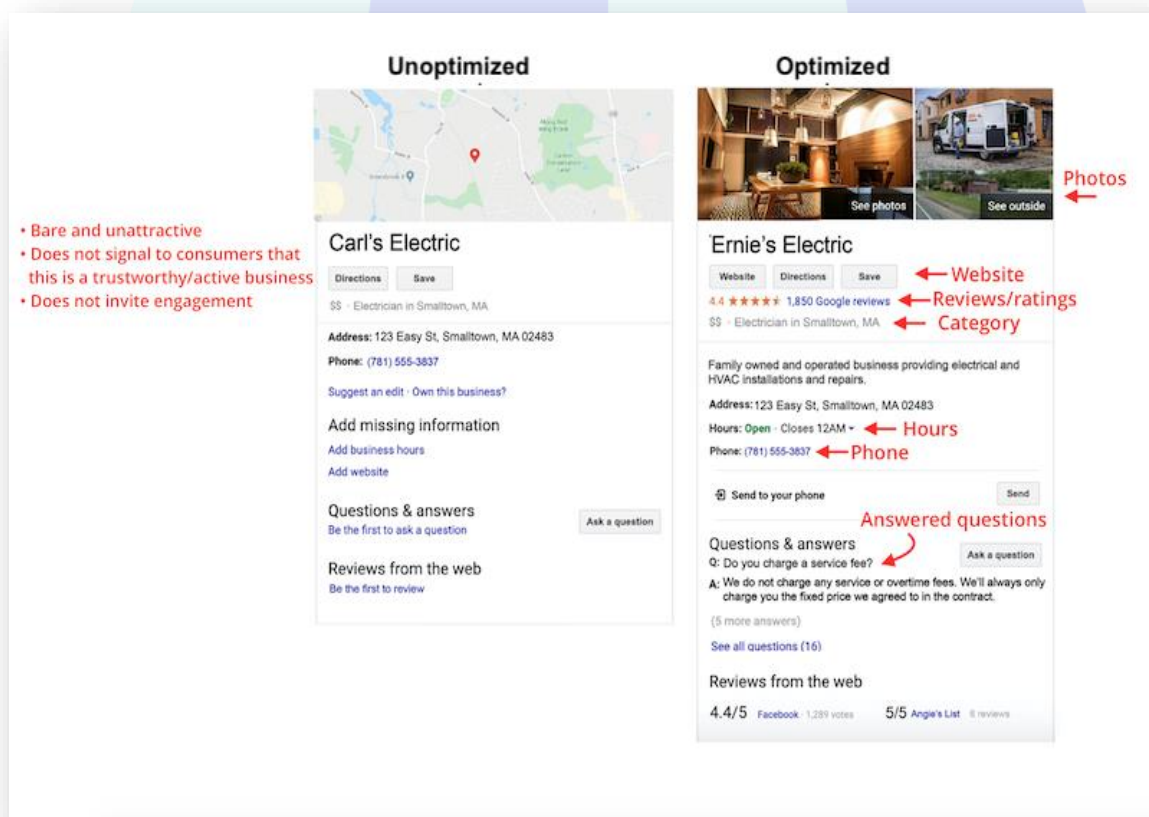 Unoptimized
Carl's Electric
Directions
Save
$$ · Electrician in Smalltown, MA
Address: 123 Easy St, Smalltown, MA 02483
Phone: (781) 555-3837
Suggest an edit · Own this business?
Add missing information
Add business hours
Add website
Questions & answers
Be the first to ask a question
Ask a question
Reviews from the web
Be the first to review
• Bare and unattractive
• Does not signal to consumers that
this is a trustworthy/active business
• Does not invite engagement
Optimized
See photos
See outside
Photos
Ernie's Electric
Website
Directions
Save
Website
4.4 1,850 Google reviews
Reviews/ratings
$$ · Electrician in Smalltown, MA
Category
Family owned and operated business providing electrical and
HVAC installations and repairs.
Address: 123 Easy St, Smalltown, MA 02483
Hours: Open · Closes 12AM
Hours
Phone: (781) 555-3837
Phone
Send to your phone
Send
Answered questions
Questions & answers
Ask a question
Q: Do you charge a service fee?
A: We do not charge any service or overtime fees. We'll always only
charge you the fixed price we agreed to in the contract.
(5 more answers)
See all questions (16)
Reviews from the web
4.4/5 Facebook · 1,289 votes
5/5 Angie's List reviews